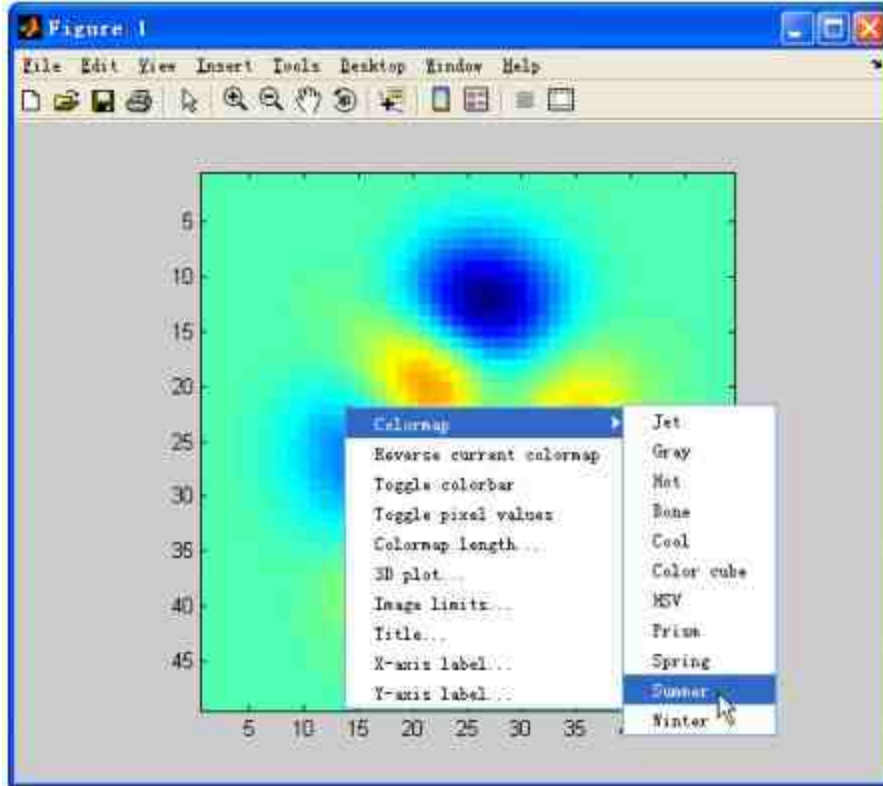 Figure 1
File Edit View Insert Tools Desktop Window Help
5
10
15
20
25
30
35
40
45
5 10 15 20 25 30 35
Colormap
Reverse current colormap
Toggle colorbar
Toggle pixel values
Colormap length...
3D plot...
Image limits...
Title...
X-axis label...
Y-axis label...
Jet
Gray
Hot
Bone
Cool
Color cube
HSV
Prism
Spring
Summer
Winter